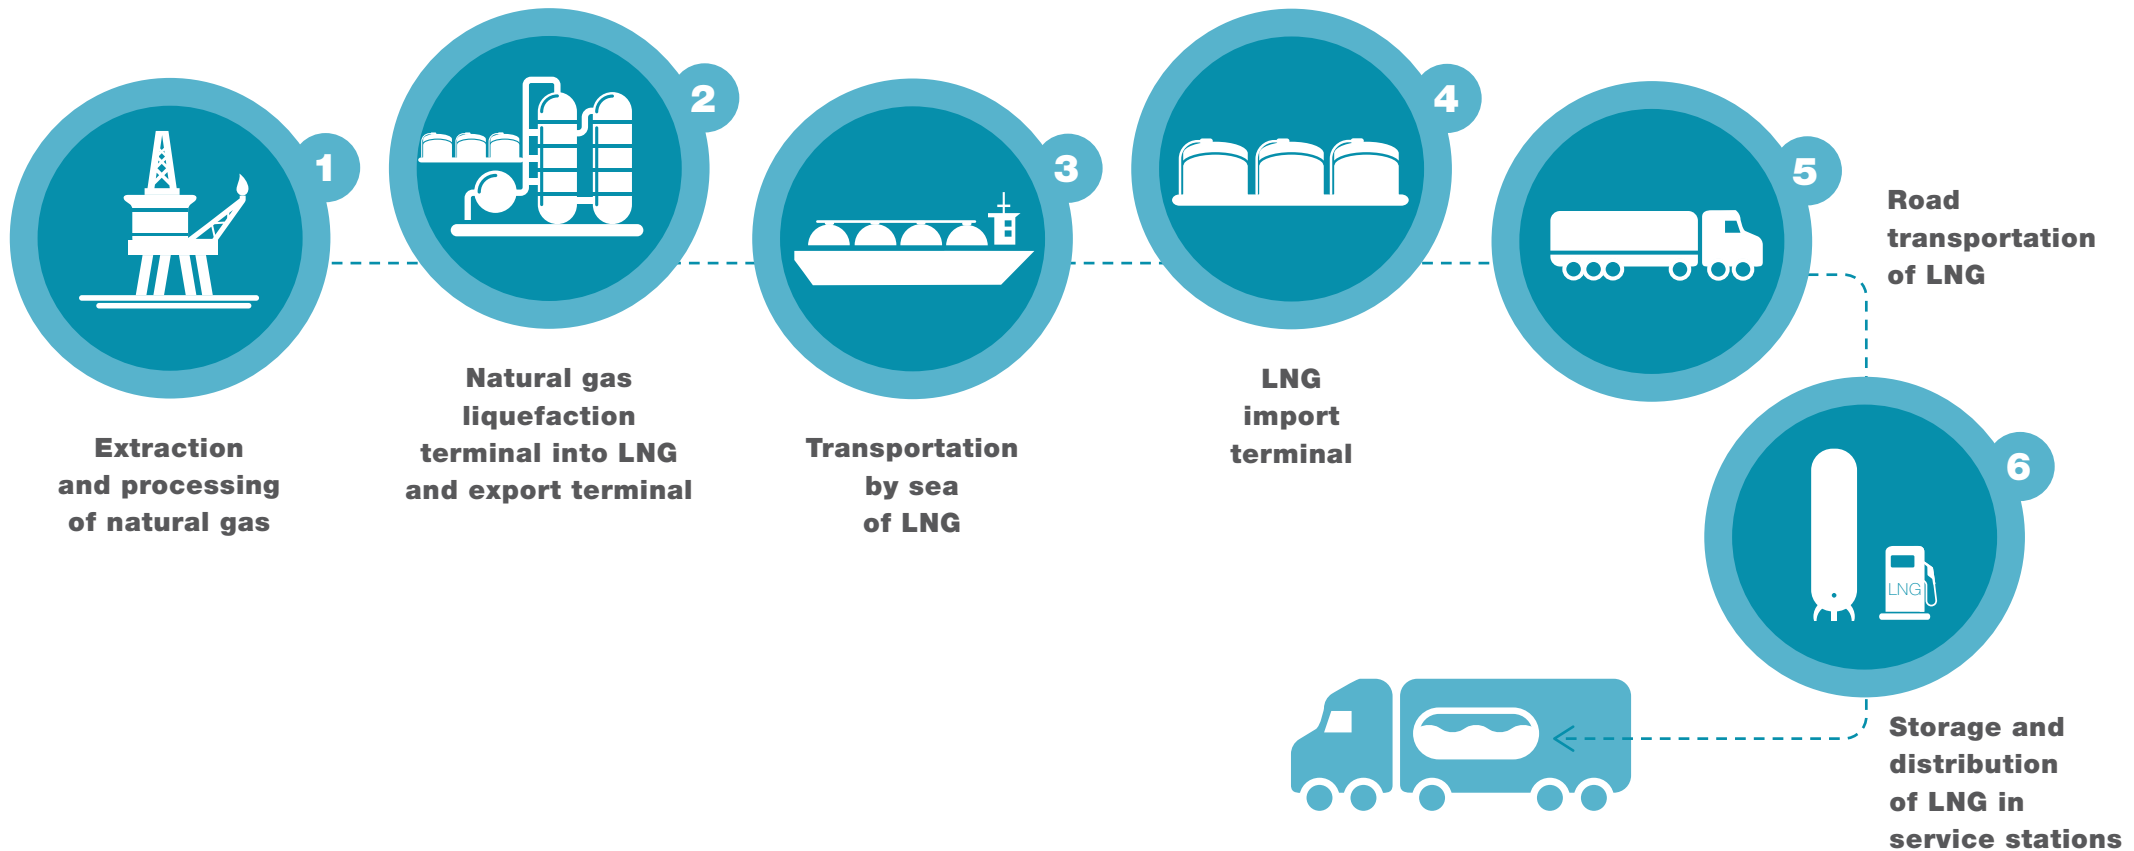 1
Extraction
and processing
of natural gas
2
Natural gas
liquefaction
terminal into LNG
and export terminal
3
Transportation
by sea
of LNG
4
LNG
import
terminal
5
Road
transportation
of LNG
6
LNG
Storage and
distribution
of LNG in
service stations